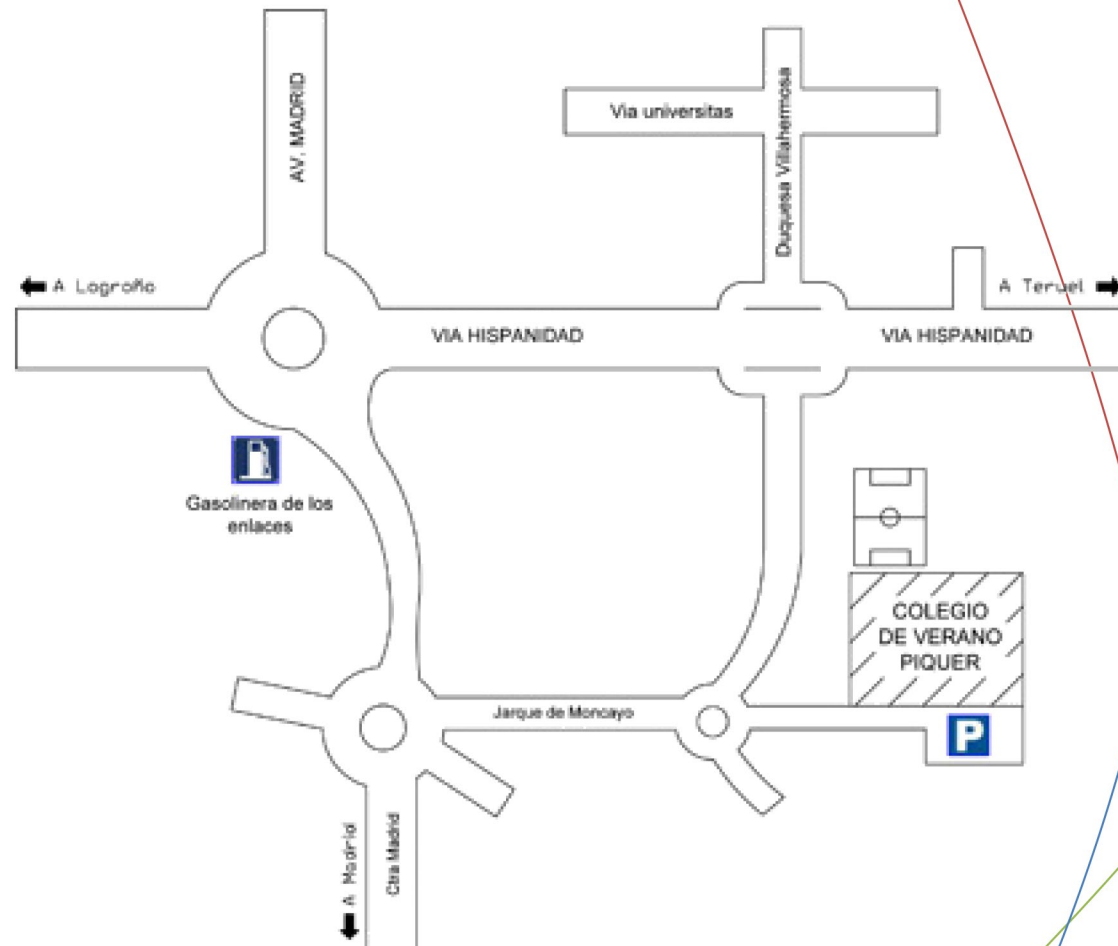 AV. MADRID
Via universitas
Duquesa Villahermosa
A Logroño
A Teruel
VIA HISPANIDAD
VIA HISPANIDAD
Gasolinera de los
enlaces
COLEGIO
DE VERANO
PIQUER
Jarque de Moncayo
P
A Madrid
Ctra Madrid